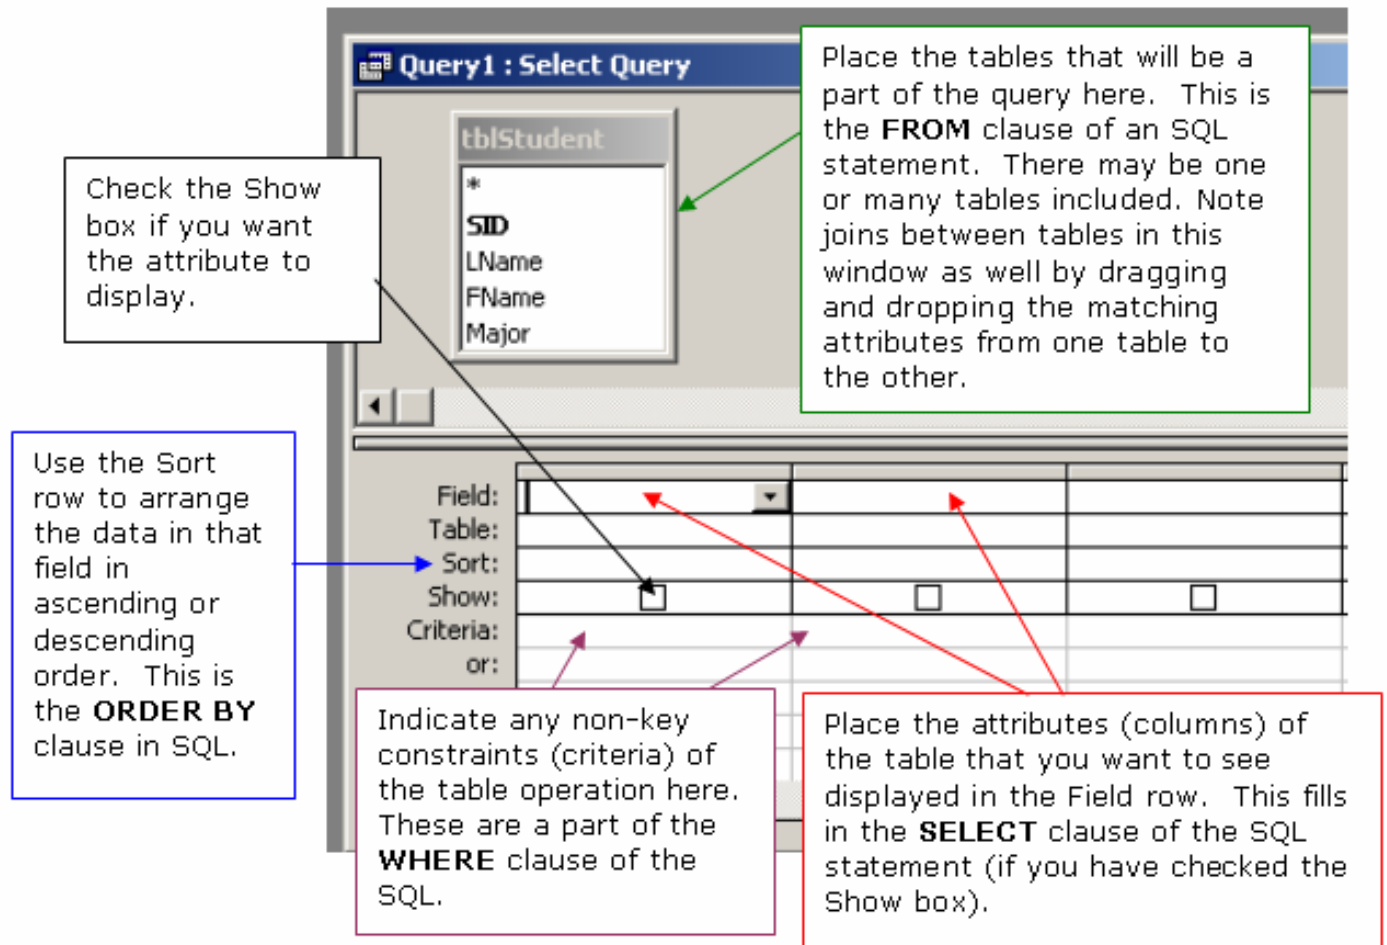 Query1 : Select Query
tblStudent
*
SID
LName
FName
Major
Place the tables that will be a
part of the query here. This is
the FROM clause of an SQL
statement. There may be one
or many tables included. Note
joins between tables in this
window as well by dragging
and dropping the matching
attributes from one table to
the other.
Check the Show
box if you want
the attribute to
display.
Use the Sort
row to arrange
the data in that
field in
ascending or
descending
order. This is
the ORDER BY
clause in SQL.
Field:
Table:
Sort:
Show:
Criteria:
or:
Indicate any non-key
constraints (criteria) of
the table operation here.
These are a part of the
WHERE clause of the
SQL.
Place the attributes (columns) of
the table that you want to see
displayed in the Field row. This fills
in the SELECT clause of the SQL
statement (if you have checked the
Show box).